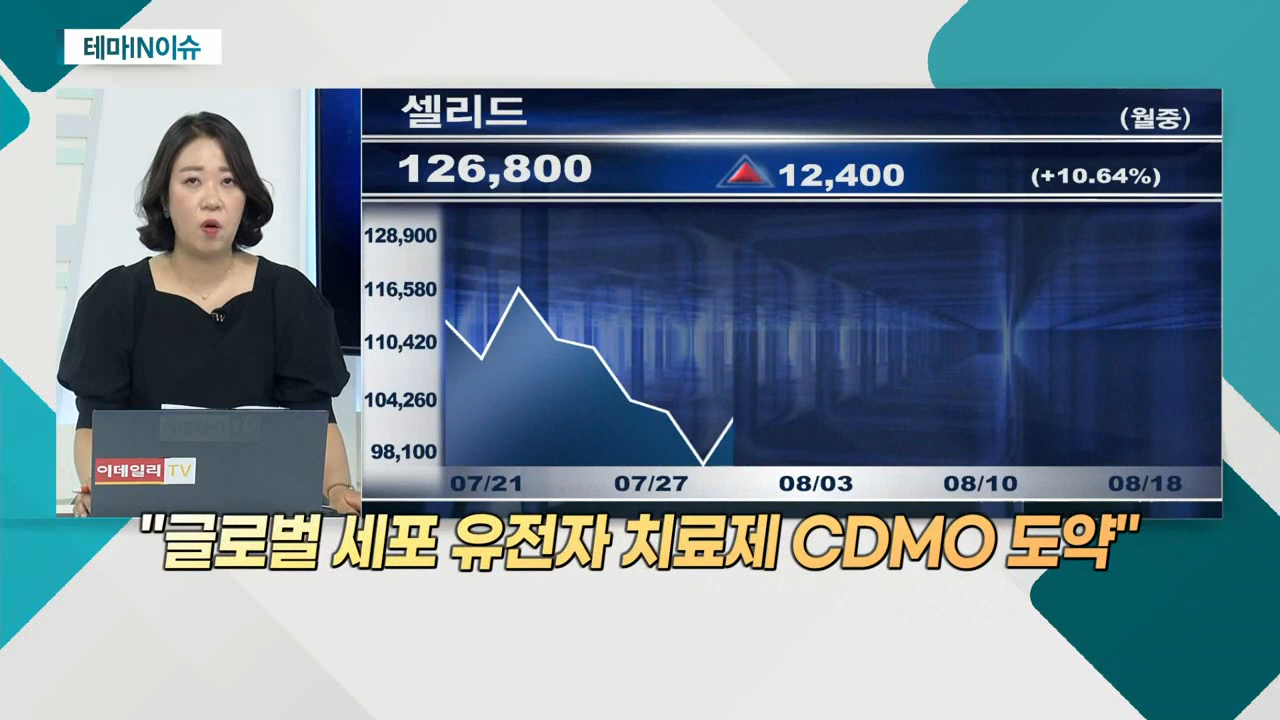 테마IN이슈
셀리드
(월중)
126,800
12,400
(+10.64%)
128,900
116,580
110,420
104,260
98,100
07/21
07/27
08/03
08/10
08/18
이데일리TV
"글로벌 세포 유전자 치료제 CDMO 도약"